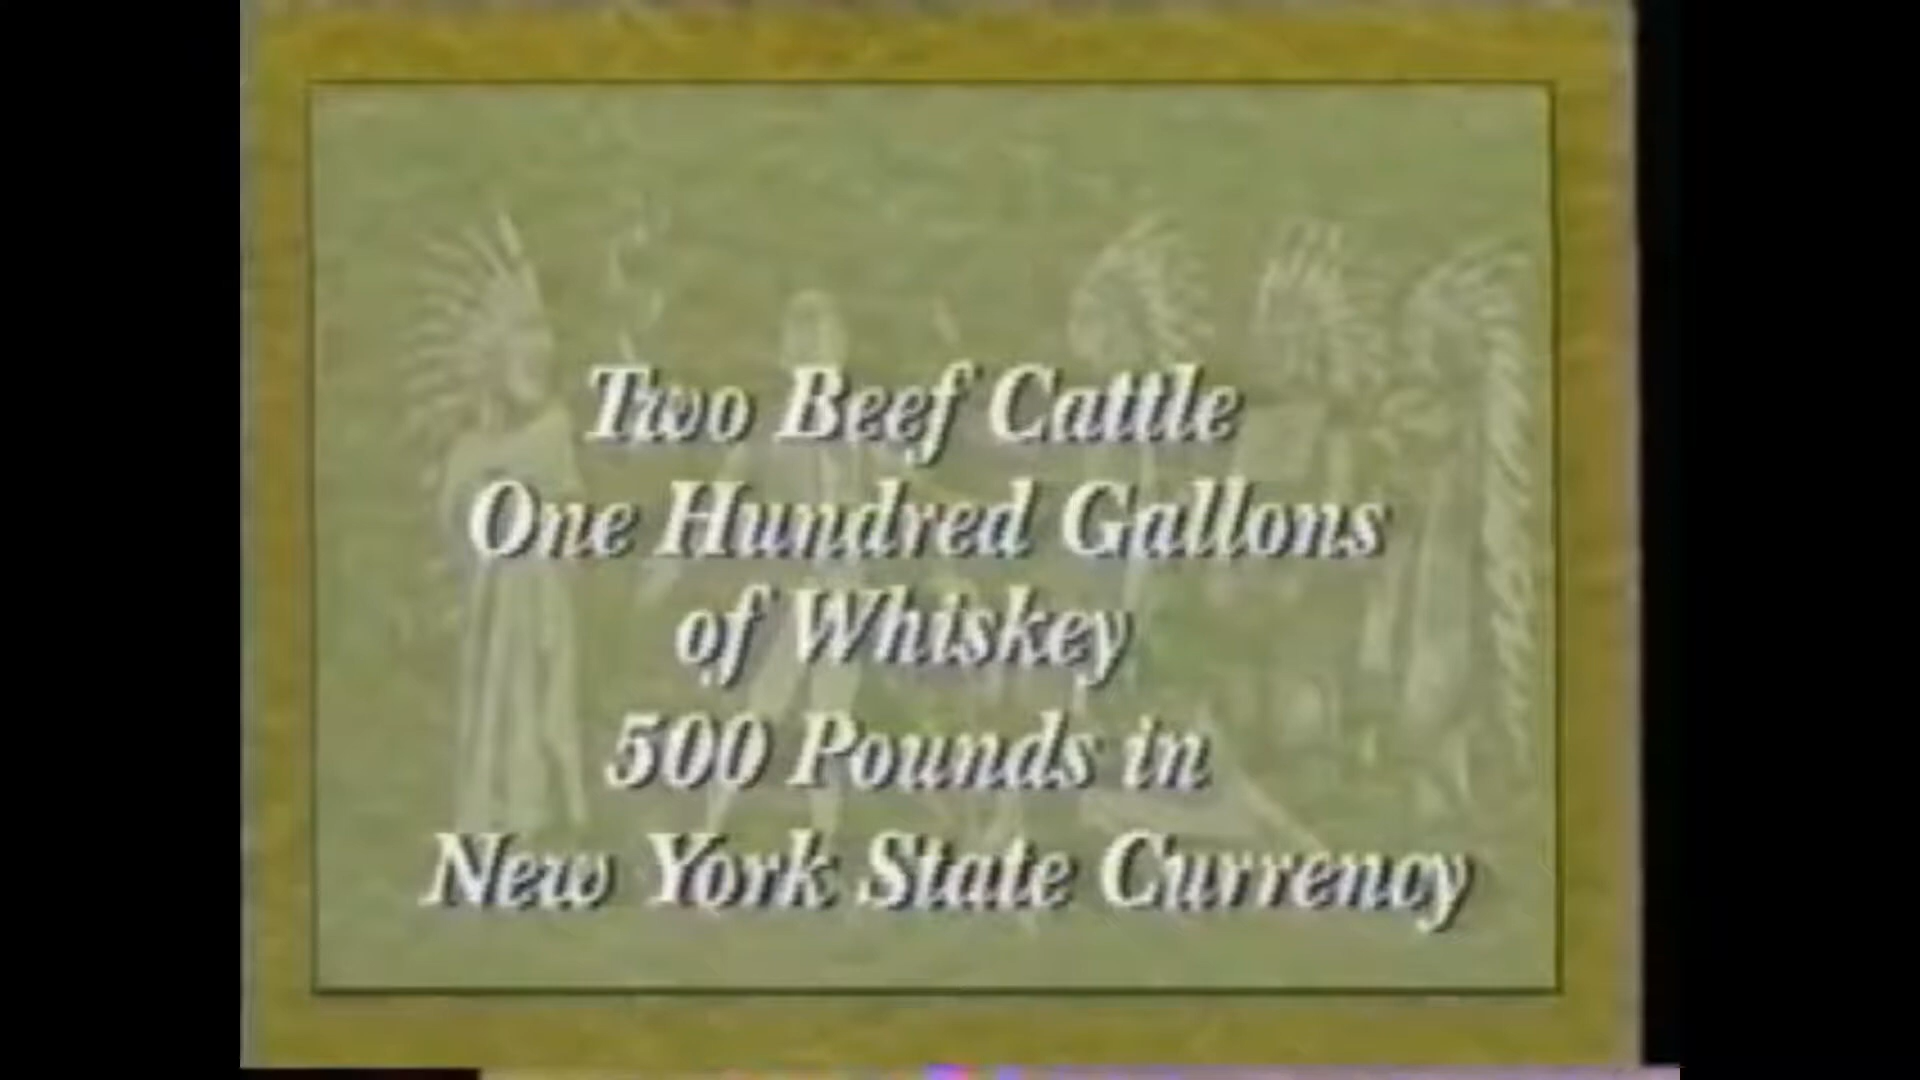 Two Beef Cattle
One Hundred Gallons
of Whiskey
500 Pounds in
New York State Currency